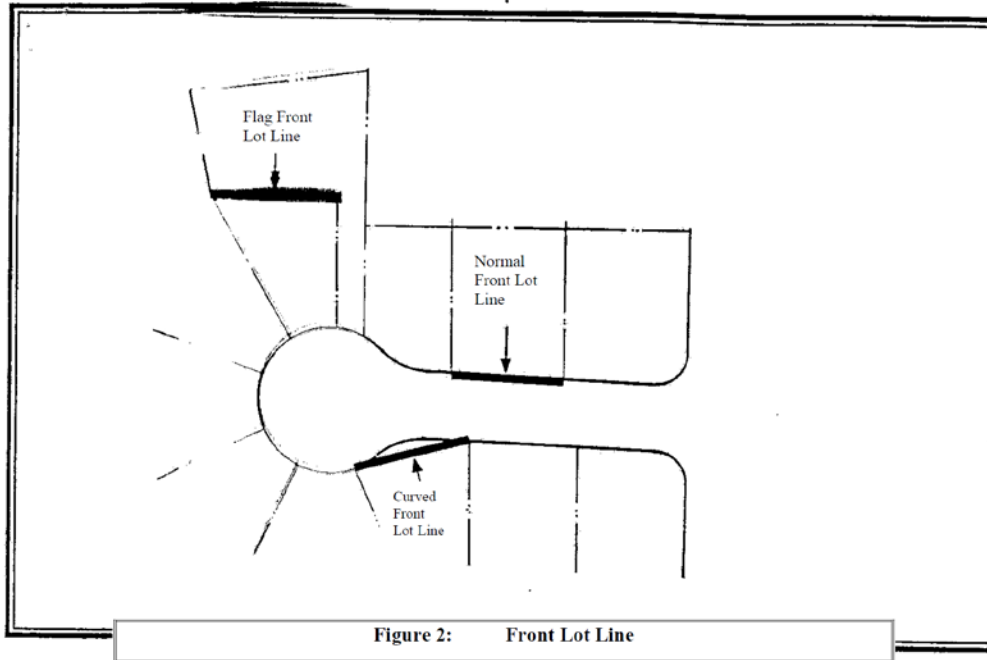 Flag Front
Lot Line
Normal
Front Lot
Line
Curved
Front
Lot Line
Figure 2: Front Lot Line